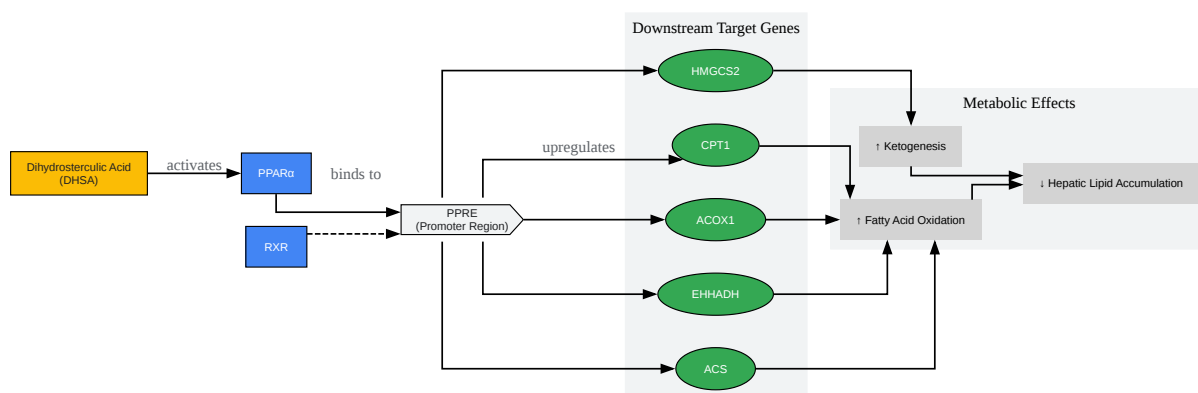 Downstream Target Genes
HMGCS2
Metabolic Effects
CPT1
upregulates
↑ Ketogenesis
Dihydrosterculic Acid
(DHSA)
activates
PPARα
binds to
↓ Hepatic Lipid Accumulation
PPRE
(Promoter Region)
ACOX1
↑ Fatty Acid Oxidation
RXR
EHHADH
ACS